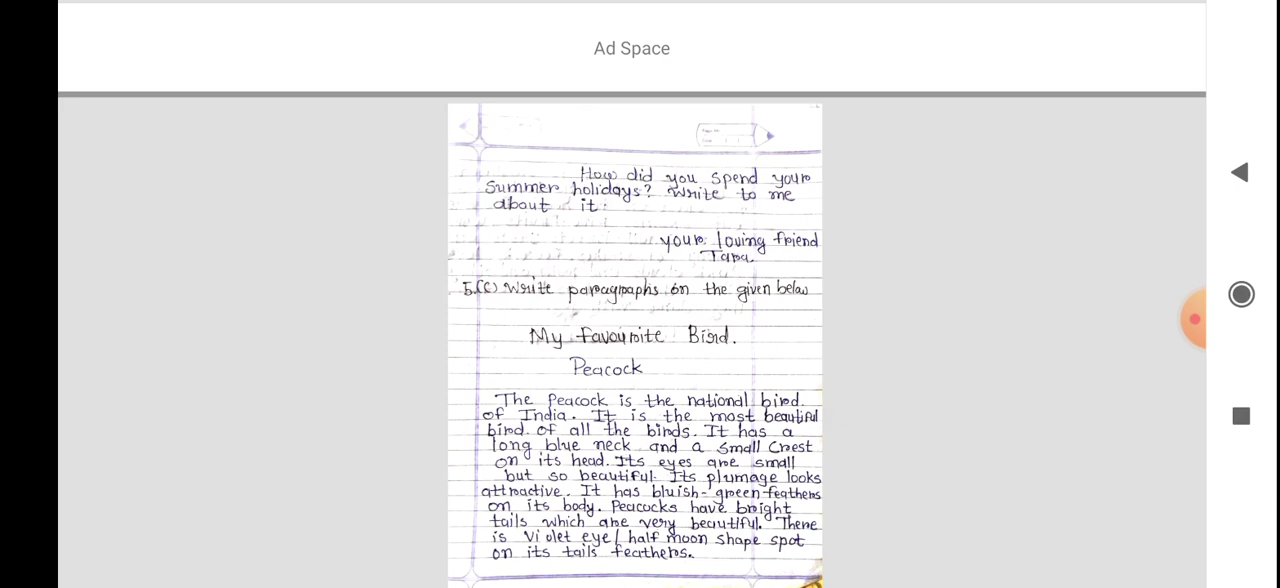 Ad Space
How did you spend your
Summer holidays? Write to me
about it.
your loving friend
Tapa
5.(C) Write paragraphs on the given below
My favourite Bird.
Peacock
The Peacock is the national bird
of India. It is the most beautiful
bird of all the birds. It has a
long blue neck and a small Crest
on its head. Its eyes are small
but so beautiful. Its plumage looks
attractive. It has bluish-green feathers
on its body. Peacocks have bright
tails which are very beautiful. There
is violet eye/half moon shape spot
on its tails feathers.